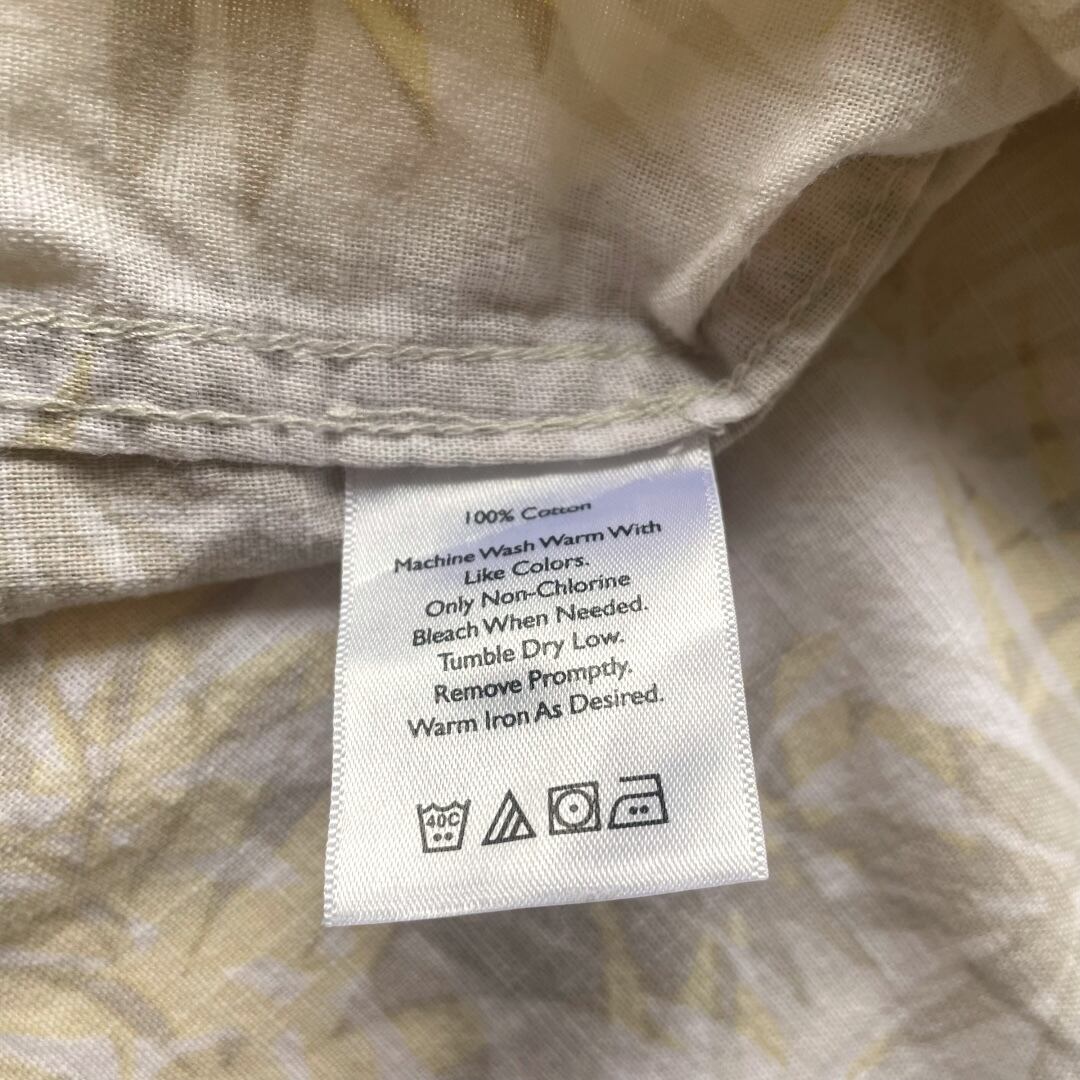 100% Cotton
Machine Wash Warm With
Like Colors.
Only Non-Chlorine
Bleach When Needed.
Tumble Dry Low.
Remove Promptly.
Warm Iron As Desired.
40C